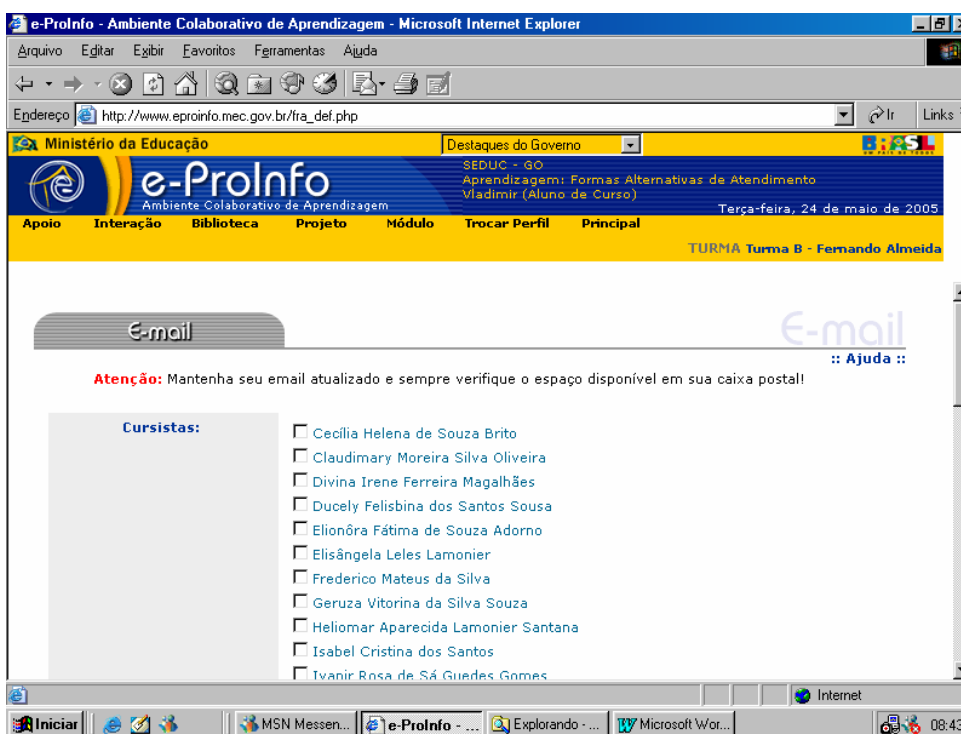 e-ProInfo - Ambiente Colaborativo de Aprendizagem - Microsoft Internet Explorer
Arquivo Editar Exibir Favoritos Ferramentas Ajuda
Endereço http://www.eproinfo.mec.gov.br/fra_def.php Ir Links
Ministério da Educação Destaques do Governo BRASIL
SEDUC - GO
e-ProInfo Aprendizagem: Formas Alternativas de Atendimento
Ambiente Colaborativo de Aprendizagem Vladimir (Aluno de Curso)
Terça-feira, 24 de maio de 2005
Apoio Interação Biblioteca Projeto Módulo Trocar Perfil Principal
TURMA Turma B - Fernando Almeida
E-mail E-mail
:: Ajuda ::
Atenção: Mantenha seu email atualizado e sempre verifique o espaço disponível em sua caixa postal!
Cursistas: Cecília Helena de Souza Brito
Claudimary Moreira Silva Oliveira
Divina Irene Ferreira Magalhães
Ducely Felisbina dos Santos Sousa
Elionôra Fátima de Souza Adorno
Elisângela Leles Lamonier
Frederico Mateus da Silva
Geruza Vitorina da Silva Souza
Heliomar Aparecida Lamonier Santana
Isabel Cristina dos Santos
Ivanir Rosa de Sá Guedes Gomes
Internet
Iniciar MSN Messen... e-ProInfo - ... Explorando - ... Microsoft Wor... 08:43